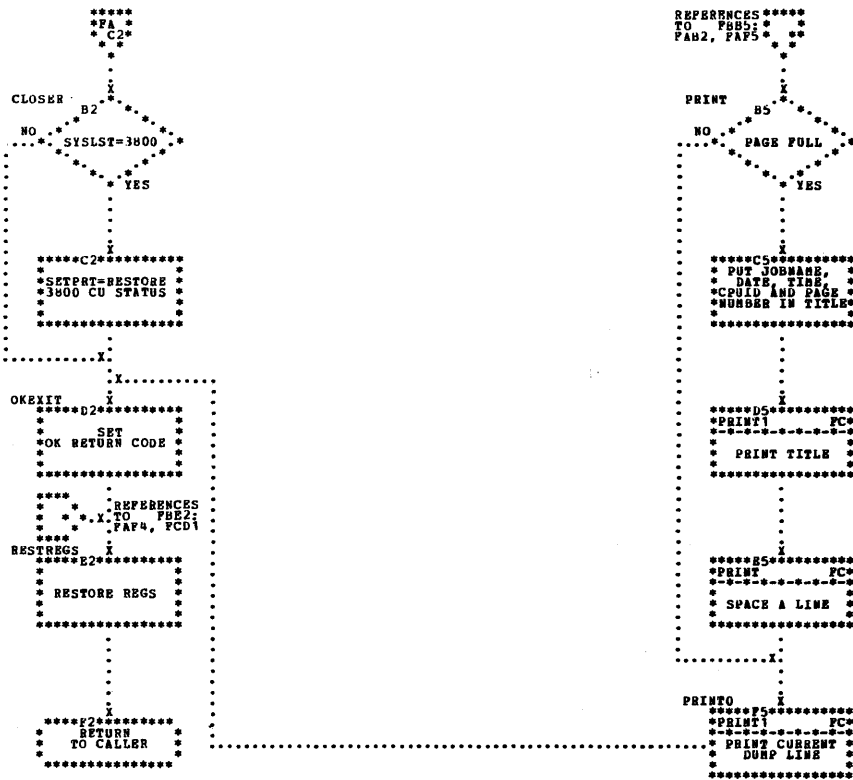 FA
C2
CLOSER
B2
NO
SYSLST=3800
YES
C2
SETPRT=RESTORE
3800 CU STATUS
OKEXIT
D2
SET
OK RETURN CODE
REFERENCES
TO FBE2:
FAF4, FCD1
RESTREGS
E2
RESTORE REGS
F2
RETURN
TO CALLER
REFERENCES
TO FBB5:
FAB2, FAF5
PRINT
B5
NO
PAGE FULL
YES
C5
PUT JOBNAME,
DATE, TIME,
CPUID AND PAGE
NUMBER IN TITLE
D5
PRINT1 FC
PRINT TITLE
E5
PRINT FC
SPACE A LINE
PRINT0
F5
PRINT1 FC
PRINT CURRENT
DUMP LINE